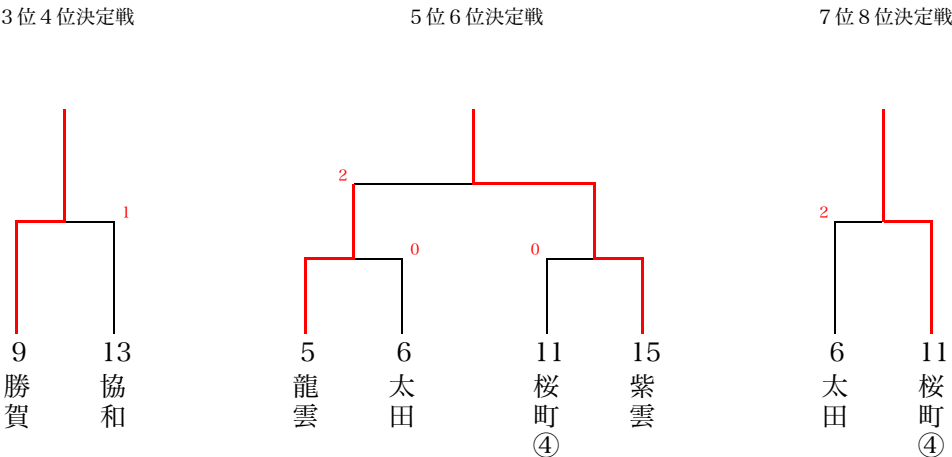 ３位４位決定戦
５位６位決定戦
７位８位決定戦
1
2
0
0
2
9
13
5
6
11
15
6
11
勝賀
協和
龍雲
太田
桜町④
紫雲
太田
桜町④